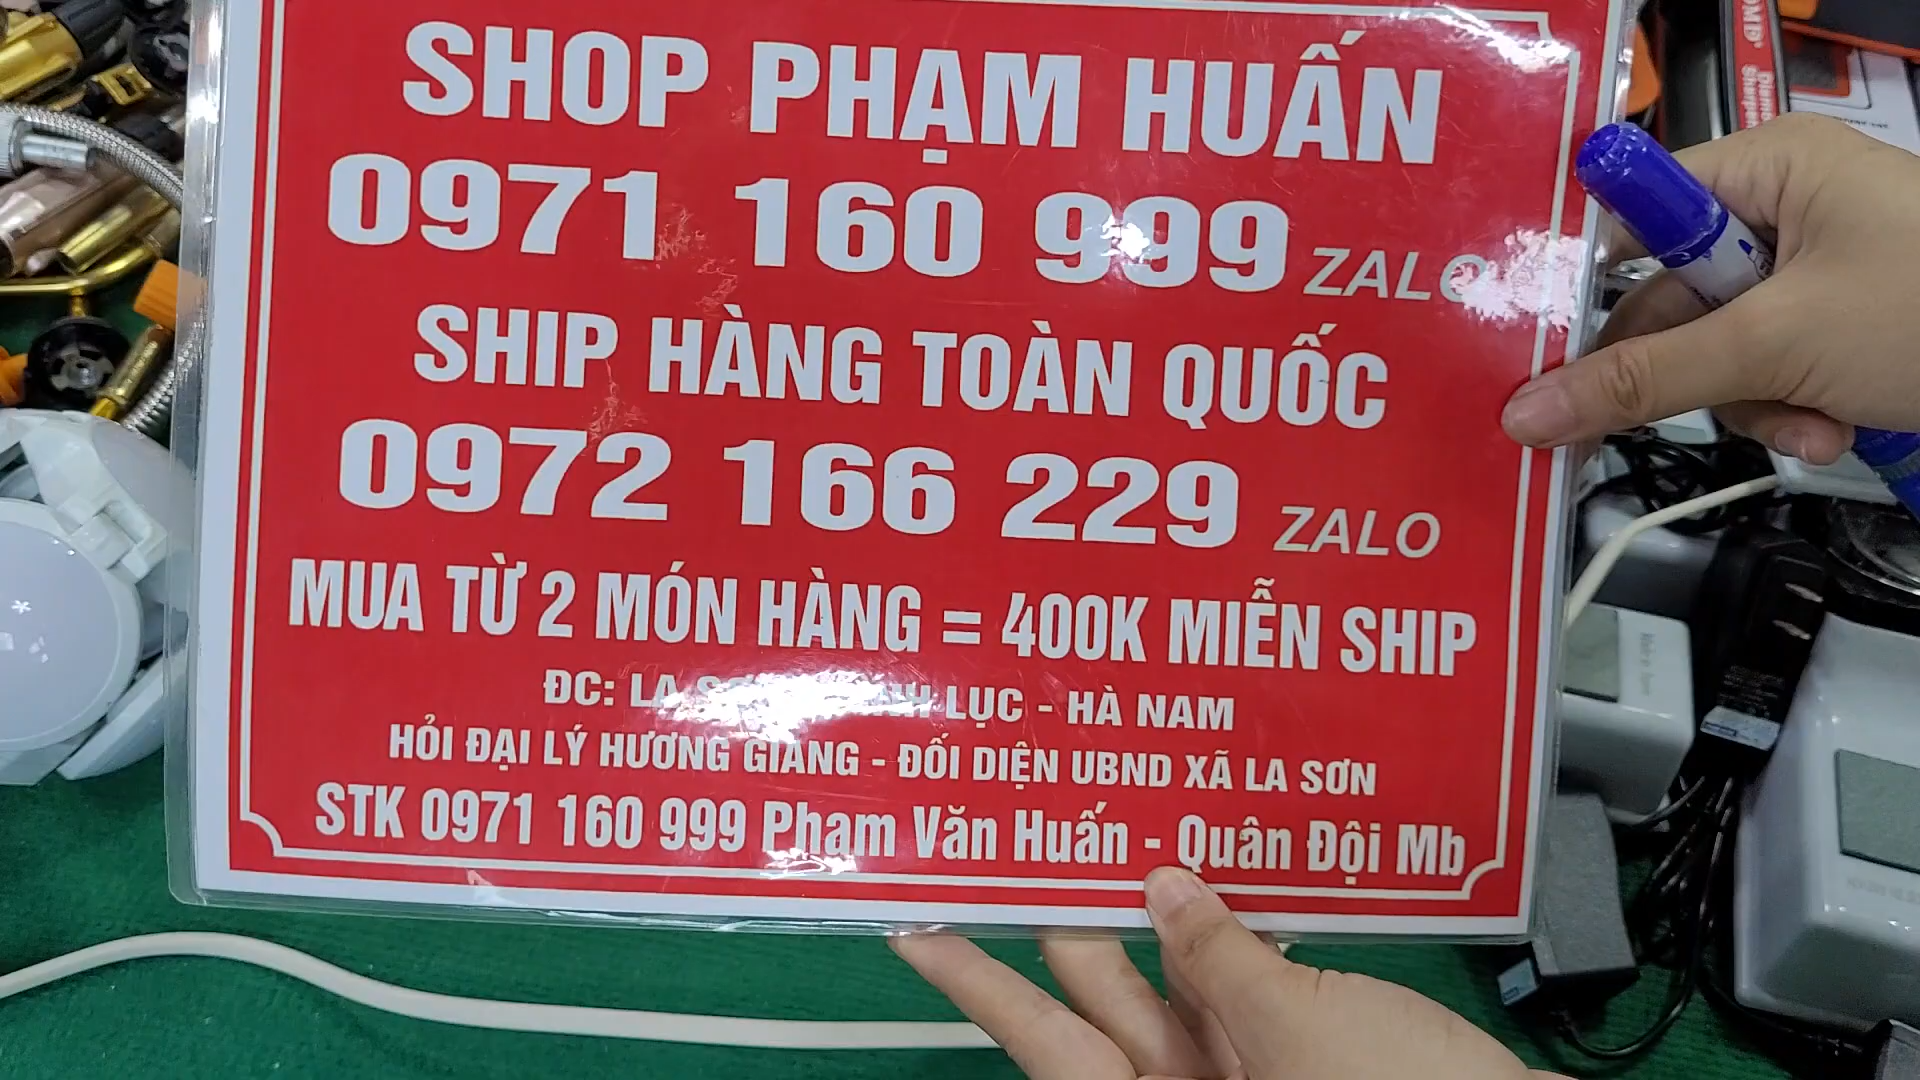 SHOP PHẠM HUẤN
0971 160 999 ZALO
SHIP HÀNG TOÀN QUỐC
0972 166 229 ZALO
MUA TỪ 2 MÓN HÀNG = 400K MIỄN SHIP
ĐC: LA SƠN LỤC - HÀ NAM
HỎI ĐẠI LÝ HƯƠNG GIANG - ĐỐI DIỆN UBND XÃ LA SƠN
STK 0971 160 999 Phạm Văn Huấn - Quân Đội Mb